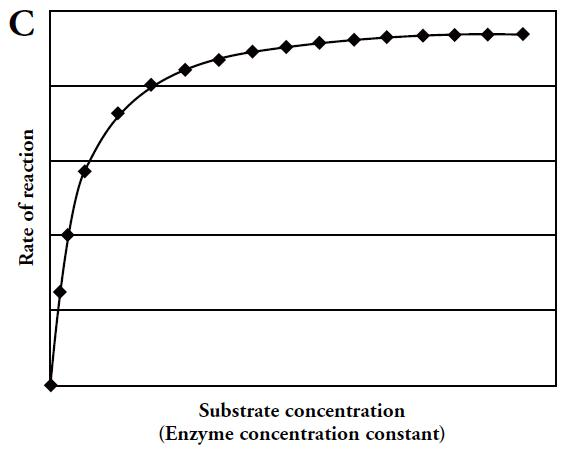 C
Rate of reaction
Substrate concentration
(Enzyme concentration constant)